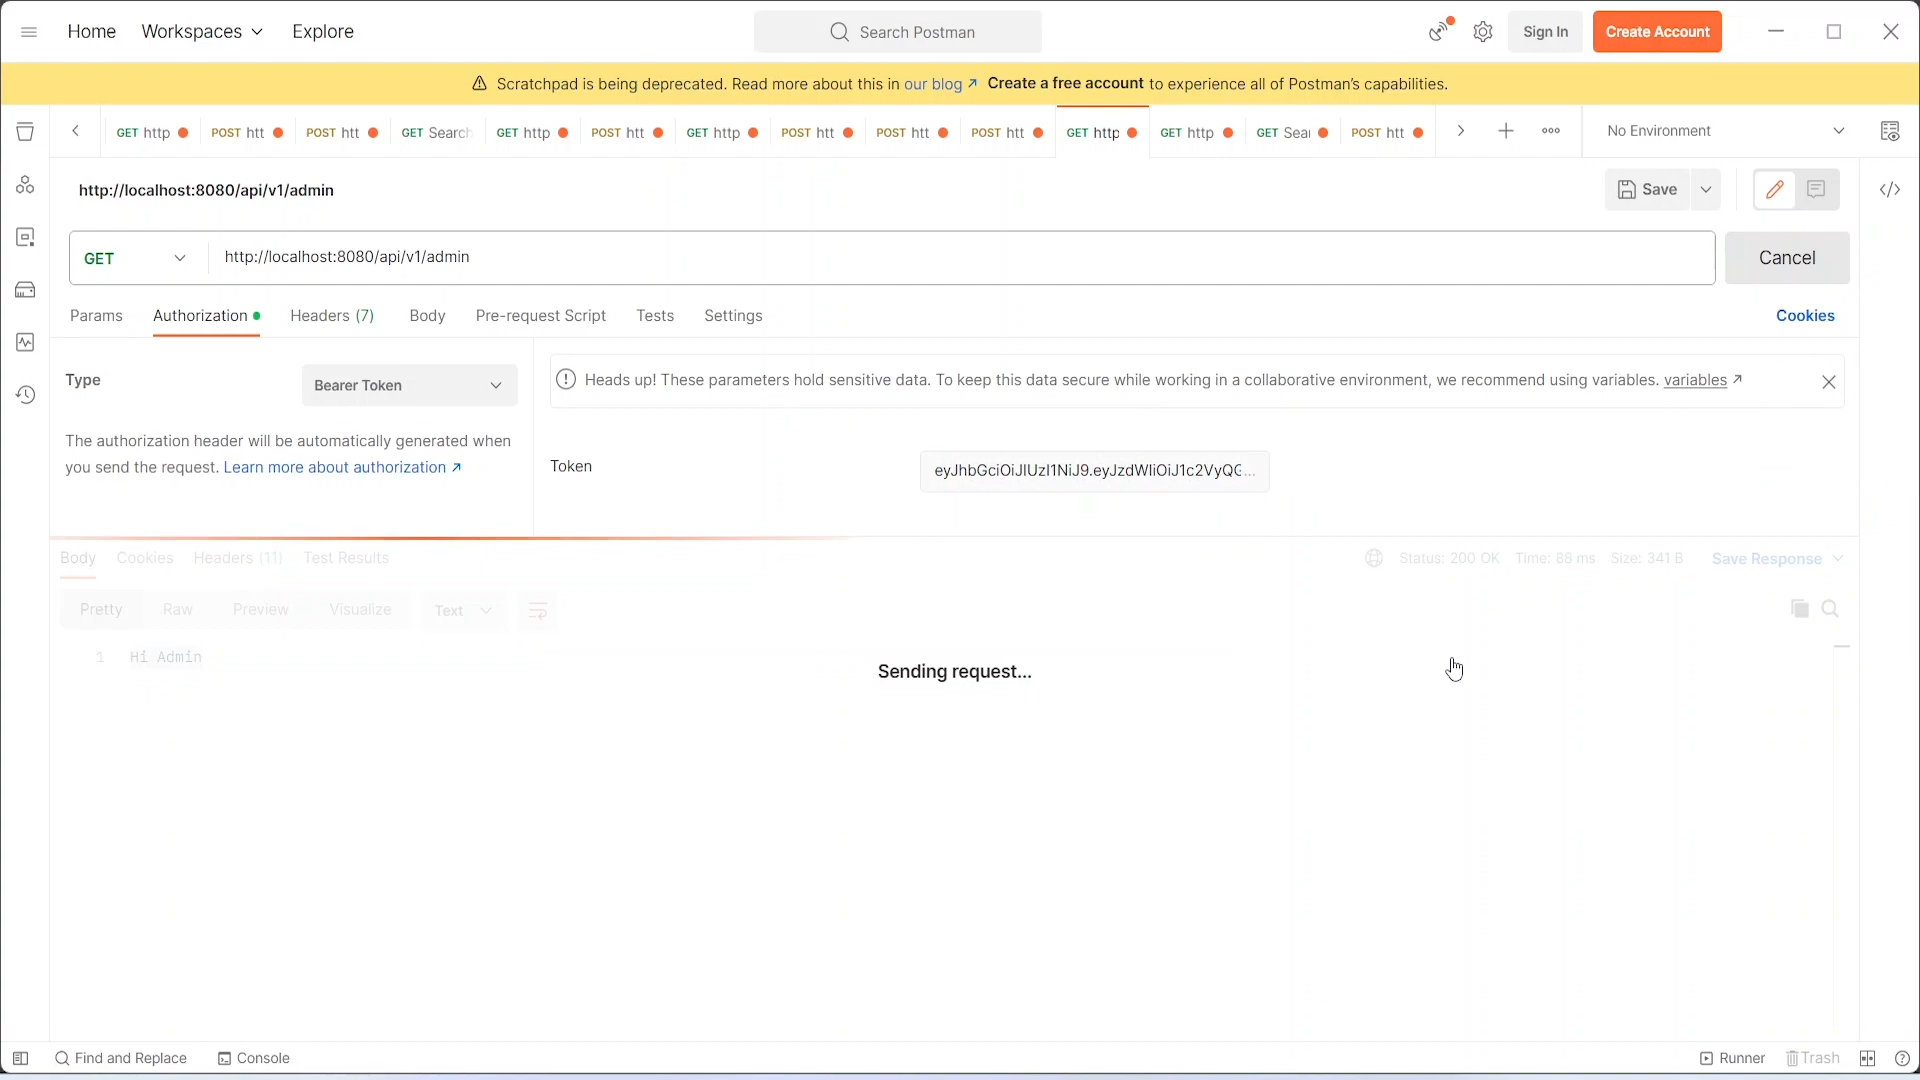 Home Workspaces Explore Search Postman Sign In Create Account
Scratchpad is being deprecated. Read more about this in our blog ↗ Create a free account to experience all of Postman's capabilities.
GET http POST htt POST htt GET Search GET http POST htt GET http POST htt POST htt POST htt GET http GET http GET Sear POST htt No Environment
http://localhost:8080/api/v1/admin Save
GET http://localhost:8080/api/v1/admin Cancel
Params Authorization Headers (7) Body Pre-request Script Tests Settings Cookies
Type Bearer Token
Heads up! These parameters hold sensitive data. To keep this data secure while working in a collaborative environment, we recommend using variables. variables ↗
The authorization header will be automatically generated when
you send the request. Learn more about authorization ↗
Token eyJhbGciOiJIUzI1NiJ9.eyJzdWIiOiJ1c2VyQG...
Body Cookies Headers (11) Test Results Status: 200 OK Time: 88 ms Size: 341 B Save Response
Pretty Raw Preview Visualize Text
1 Hi Admin
Sending request...
Find and Replace Console Runner Trash